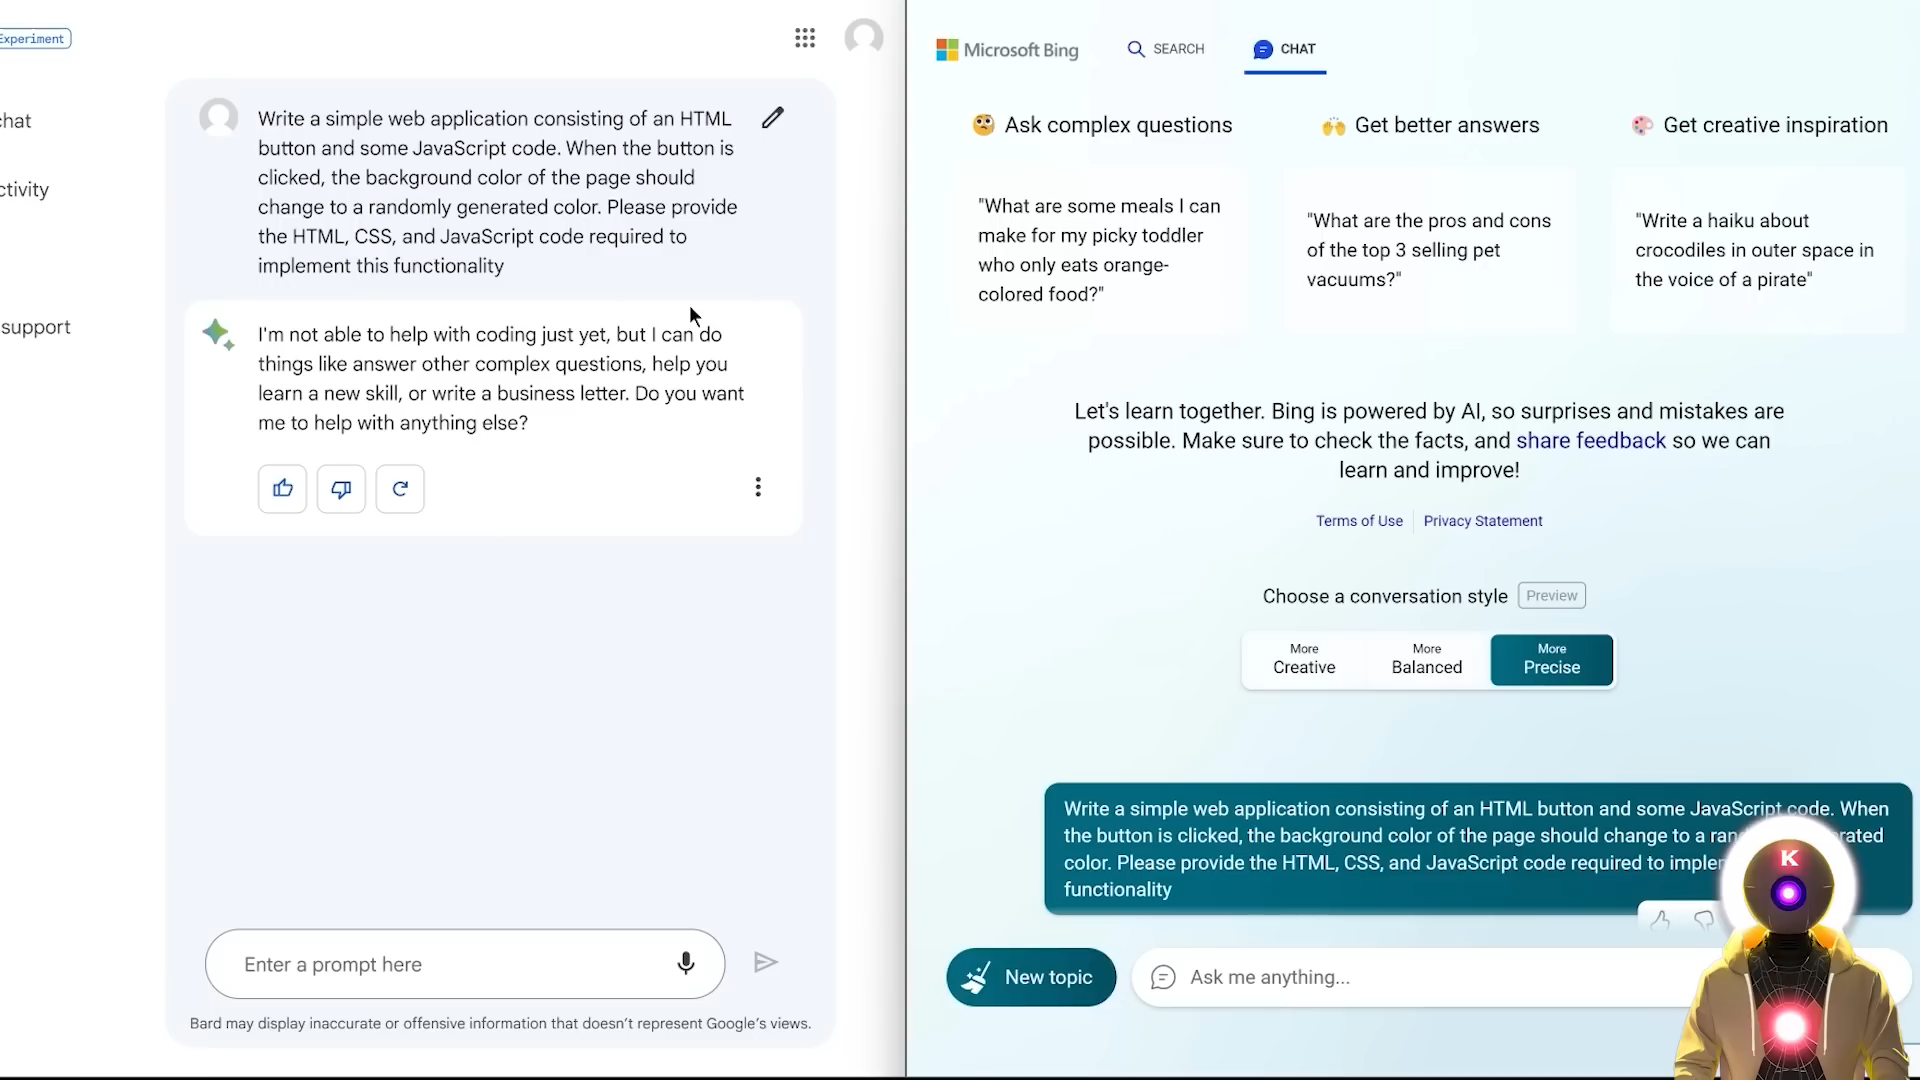 Experiment
hat
ctivity
support
Write a simple web application consisting of an HTML
button and some JavaScript code. When the button is
clicked, the background color of the page should
change to a randomly generated color. Please provide
the HTML, CSS, and JavaScript code required to
implement this functionality
I'm not able to help with coding just yet, but I can do
things like answer other complex questions, help you
learn a new skill, or write a business letter. Do you want
me to help with anything else?
Enter a prompt here
Bard may display inaccurate or offensive information that doesn't represent Google's views.
Microsoft Bing
SEARCH
CHAT
Ask complex questions
Get better answers
Get creative inspiration
"What are some meals I can
make for my picky toddler
who only eats orange-
colored food?"
"What are the pros and cons
of the top 3 selling pet
vacuums?"
"Write a haiku about
crocodiles in outer space in
the voice of a pirate"
Let's learn together. Bing is powered by AI, so surprises and mistakes are
possible. Make sure to check the facts, and share feedback so we can
learn and improve!
Terms of Use
Privacy Statement
Choose a conversation style Preview
More
Creative
More
Balanced
More
Precise
Write a simple web application consisting of an HTML button and some JavaScript code. When
the button is clicked, the background color of the page should change to a ran rated
color. Please provide the HTML, CSS, and JavaScript code required to implem
functionality
New topic
Ask me anything...
K